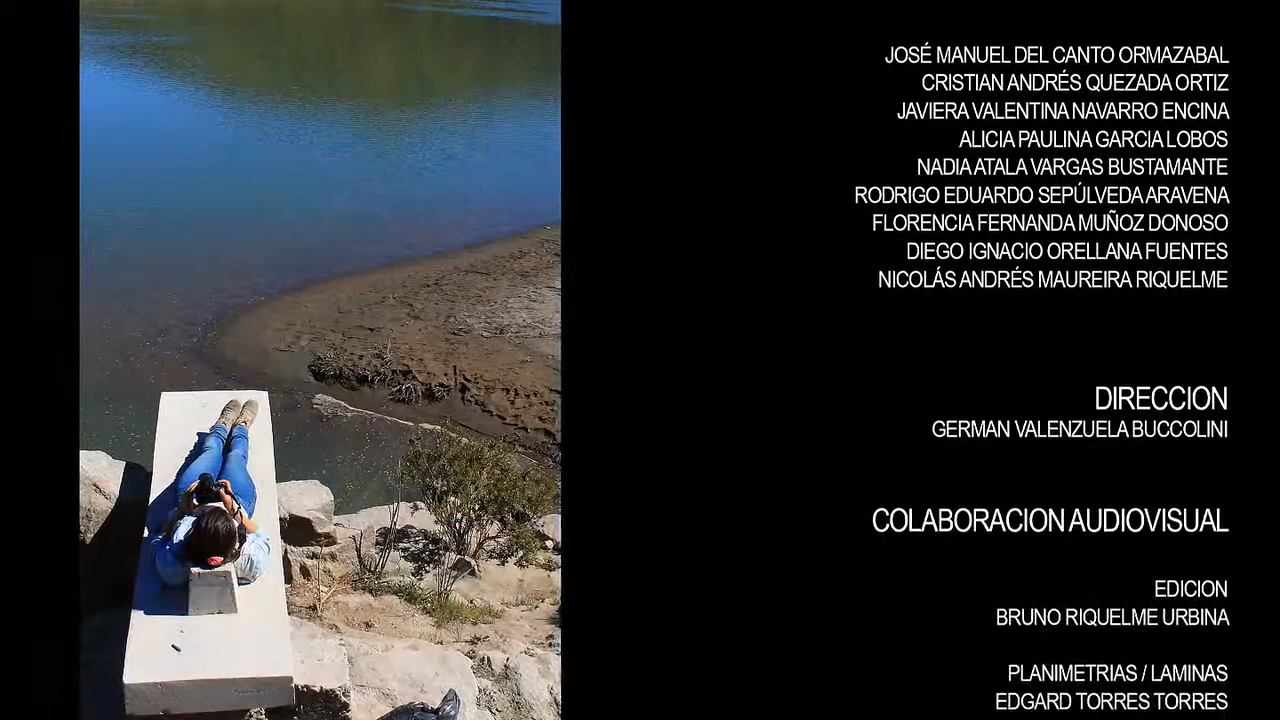 JOSÉ MANUEL DEL CANTO ORMAZABAL
CRISTIAN ANDRÉS QUEZADA ORTIZ
JAVIERA VALENTINA NAVARRO ENCINA
ALICIA PAULINA GARCIA LOBOS
NADIA ATALA VARGAS BUSTAMANTE
RODRIGO EDUARDO SEPÚLVEDA ARAVENA
FLORENCIA FERNANDA MUÑOZ DONOSO
DIEGO IGNACIO ORELLANA FUENTES
NICOLÁS ANDRÉS MAUREIRA RIQUELME
DIRECCION
GERMAN VALENZUELA BUCCOLINI
COLABORACION AUDIOVISUAL
EDICION
BRUNO RIQUELME URBINA
PLANIMETRIAS / LAMINAS
EDGARD TORRES TORRES